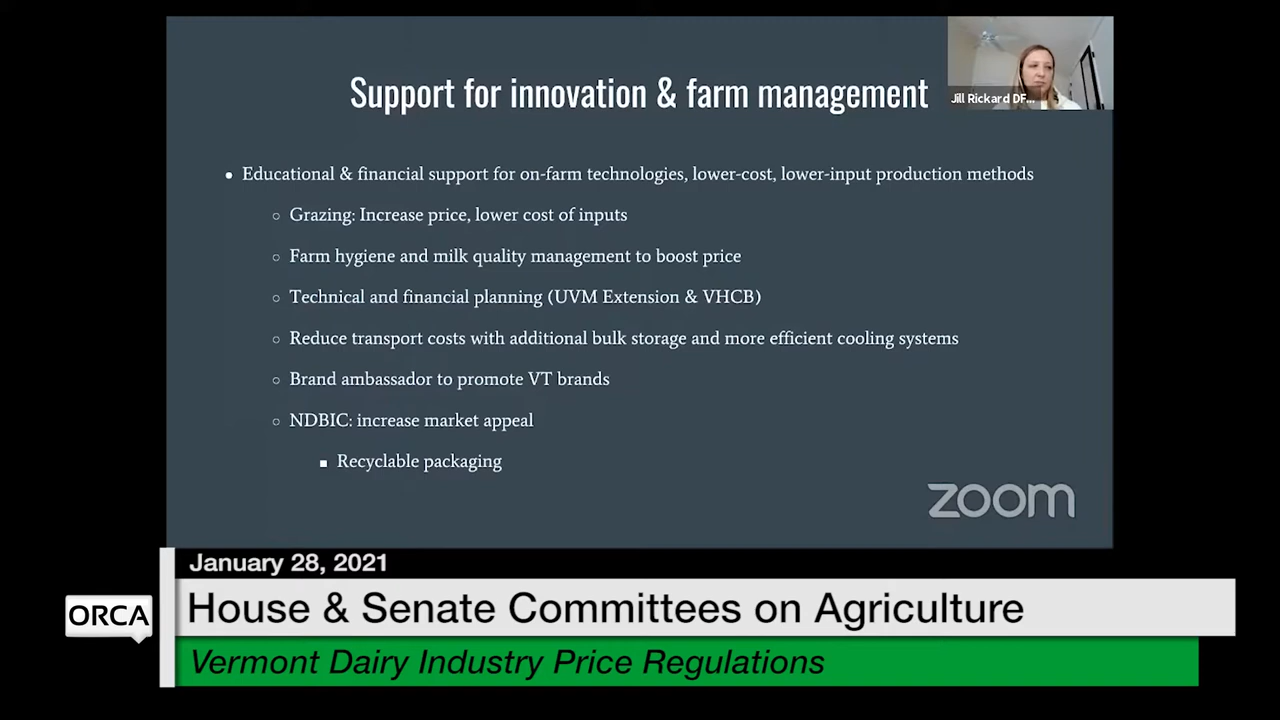 Support for innovation & farm management
Jill Rickard DF...
Educational & financial support for on-farm technologies, lower-cost, lower-input production methods
Grazing: Increase price, lower cost of inputs
Farm hygiene and milk quality management to boost price
Technical and financial planning (UVM Extension & VHCB)
Reduce transport costs with additional bulk storage and more efficient cooling systems
Brand ambassador to promote VT brands
NDBIC: increase market appeal
Recyclable packaging
zoom
January 28, 2021
ORCA
House & Senate Committees on Agriculture
Vermont Dairy Industry Price Regulations